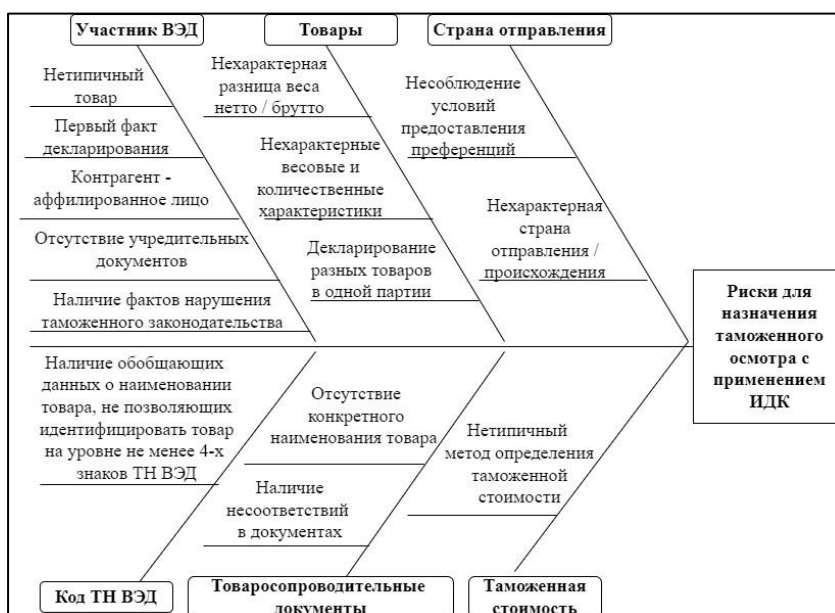 Участник ВЭД
Товары
Страна отправления
Нетипичный
товар
Первый факт
декларирования
Контрагент -
аффилированное лицо
Отсутствие учредительных
документов
Наличие фактов нарушения
таможенного законодательства
Нехарактерная
разница веса
нетто / брутто
Нехарактерные
весовые и
количественные
характеристики
Декларирование
разных товаров
в одной партии
Несоблюдение
условий
предоставления
преференций
Нехарактерная
страна
отправления /
происхождения
Риски для
назначения
таможенного
осмотра с
применением
ИДК
Наличие обобщающих
данных о наименовании
товара, не позволяющих
идентифицировать товар
на уровне не менее 4-х
знаков ТН ВЭД
Отсутствие
конкретного
наименования товара
Наличие
несоответствий
в документах
Нетипичный
метод определения
таможенной
стоимости
Код ТН ВЭД
Товаросопроводительные
документы
Таможенная
стоимость